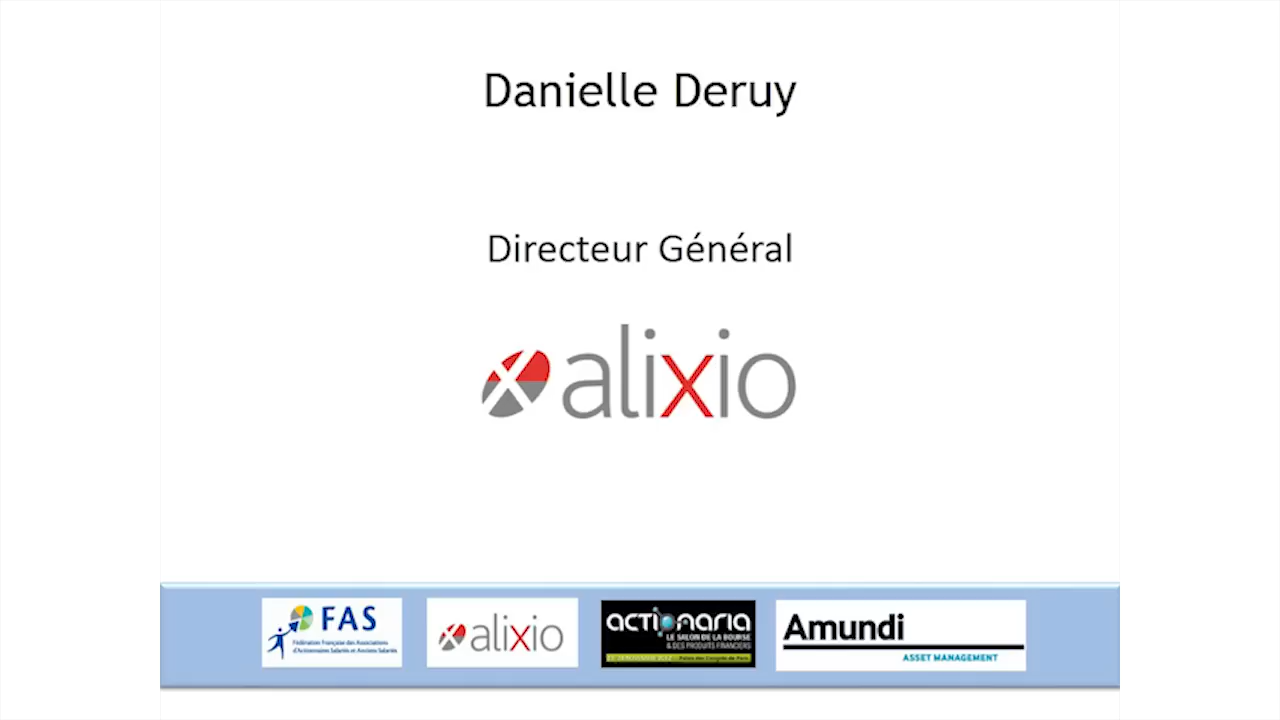 Danielle Deruy
Directeur Général
alixio
FAS
Fédération Française des Associations
d'Actionnaires Salariés et Anciens Salariés
alixio
actionaria
LE SALON DE LA BOURSE
& DES PRODUITS FINANCIERS
Palais des Congrès de Paris
Amundi
ASSET MANAGEMENT